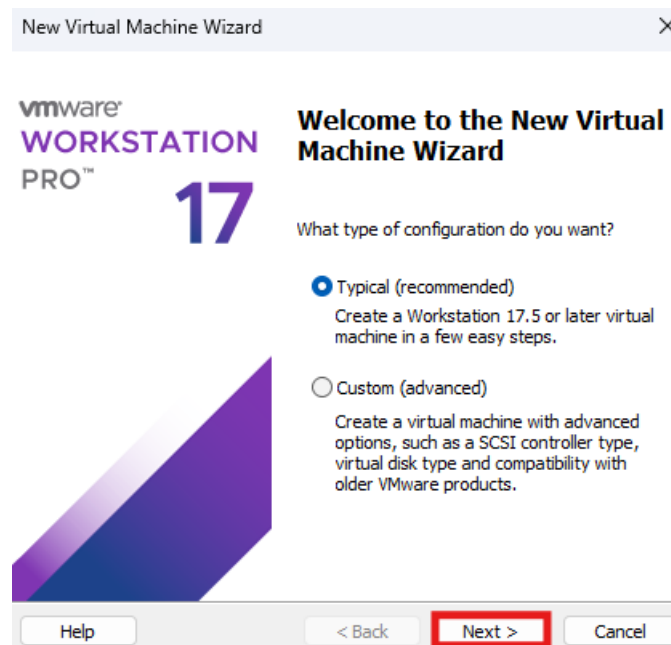 New Virtual Machine Wizard
vmware®
WORKSTATION
PRO™
17
Welcome to the New Virtual
Machine Wizard
What type of configuration do you want?
Typical (recommended)
Create a Workstation 17.5 or later virtual
machine in a few easy steps.
Custom (advanced)
Create a virtual machine with advanced
options, such as a SCSI controller type,
virtual disk type and compatibility with
older VMware products.
Help
< Back
Next >
Cancel